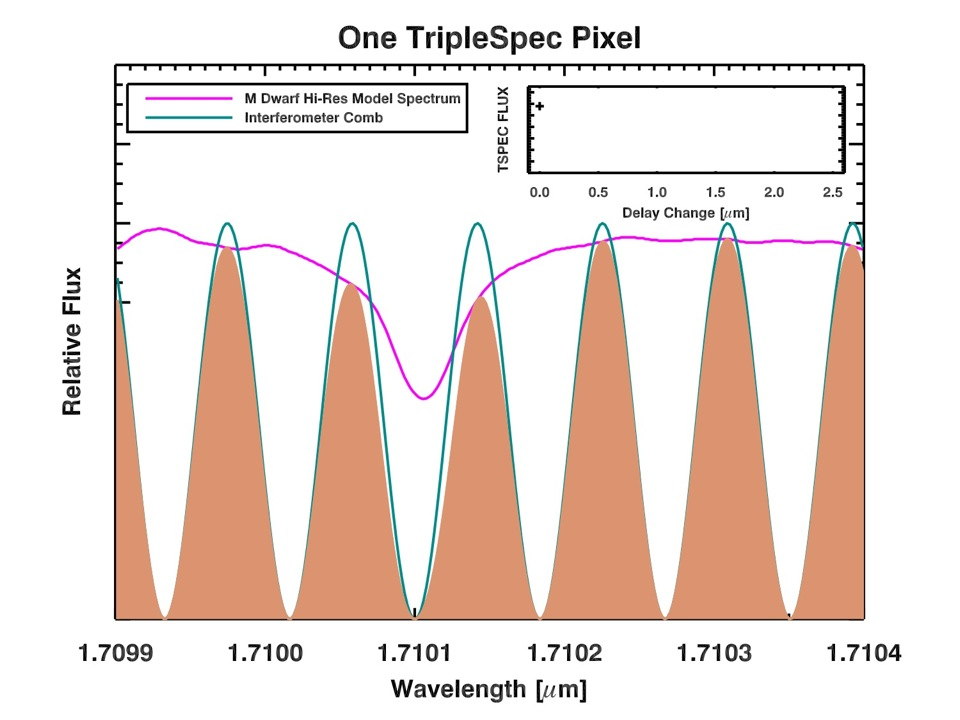 One TripleSpec Pixel
M Dwarf Hi-Res Model Spectrum
Interferometer Comb
TSPEC FLUX
0.0 0.5 1.0 1.5 2.0 2.5
Delay Change [μm]
Relative Flux
1.7099 1.7100 1.7101 1.7102 1.7103 1.7104
Wavelength [μm]